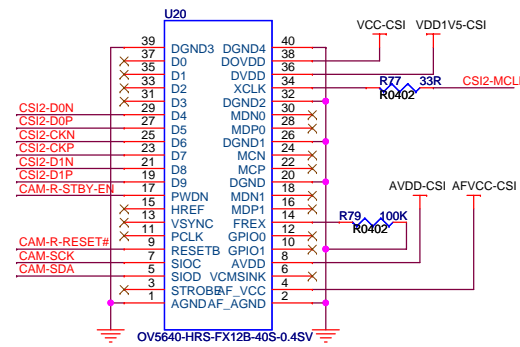 U20
VCC-CSI VDD1V5-CSI
39 DGND3 DGND4 40
37 D0 DOVDD 38
35 D1 DVDD 36
33 D2 XCLK 34 R77 33R CSI2-MCL
R0402
31 D3 DGND2 32
CSI2-D0N 29 D4 MDN0 30
CSI2-D0P 27 D5 MDP0 28
CSI2-CKN 25 D6 DGND1 26
CSI2-CKP 23 D7 MCN 24
CSI2-D1N 21 D8 MCP 22
CSI2-D1P 19 D9 DGND 20
CAM-R-STBY-EN 17 PWDN MDN1 18
AVDD-CSI AFVCC-CSI
15 HREF MDP1 16
13 VSYNC FREX 14 R79 100K
R0402
11 PCLK GPIO0 12
CAM-R-RESET# 9 RESETB GPIO1 10
CAM-SCK 7 SIOC AVDD 8
CAM-SDA 5 SIOD VCMSINK 6
3 STROBE AF_VCC 4
1 AGND AF_AGND 2
OV5640-HRS-FX12B-40S-0.4SV